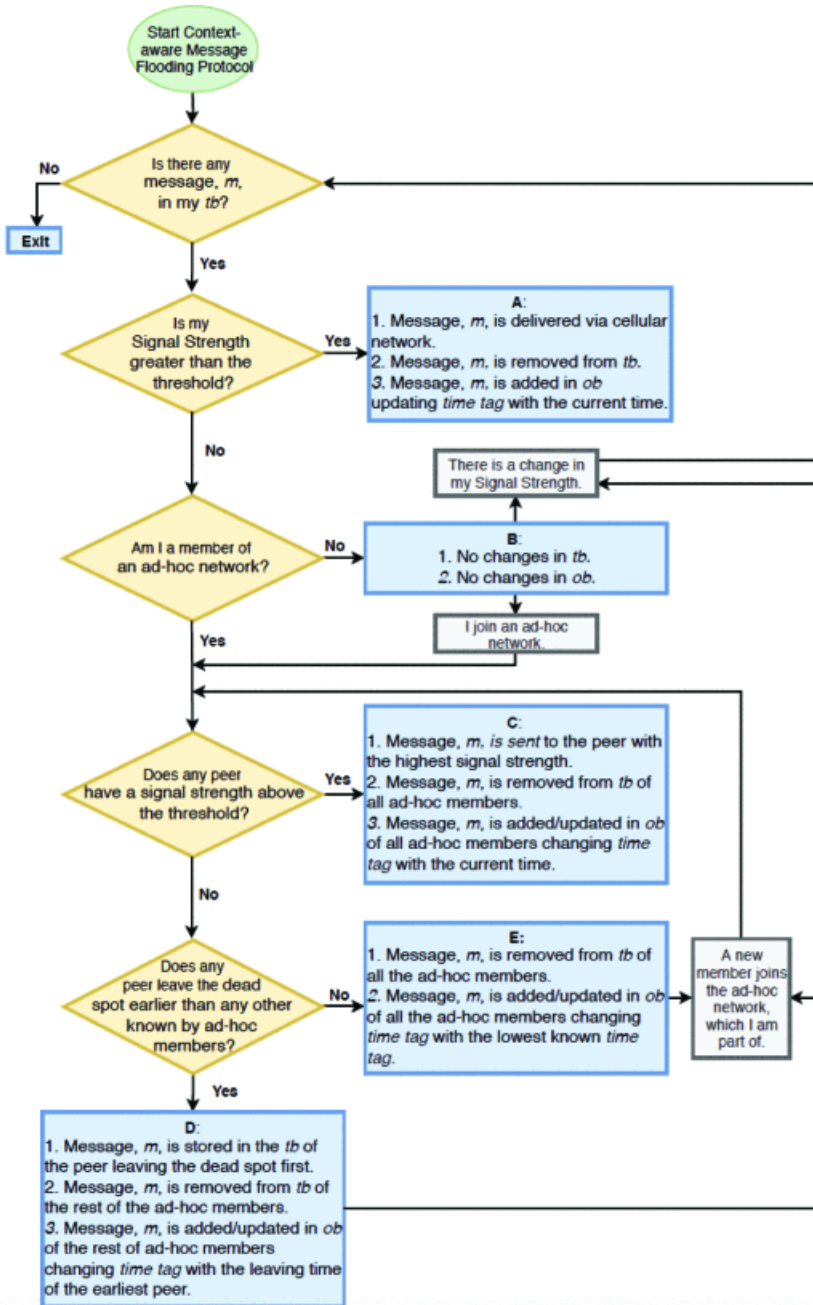 Start Context-
aware Message
Flooding Protocol
Is there any
message, m,
in my tb?
No
Exit
Yes
Is my
Signal Strength
greater than the
threshold?
Yes
A:
1. Message, m, is delivered via cellular
network.
2. Message, m, is removed from tb.
3. Message, m, is added in ob
updating time tag with the current time.
No
There is a change in
my Signal Strength.
Am I a member of
an ad-hoc network?
No
B:
1. No changes in tb.
2. No changes in ob.
Yes
I join an ad-hoc
network.
Does any peer
have a signal strength above
the threshold?
Yes
C:
1. Message, m, is sent to the peer with
the highest signal strength.
2. Message, m, is removed from tb of
all ad-hoc members.
3. Message, m, is added/updated in ob
of all ad-hoc members changing time
tag with the current time.
No
Does any
peer leave the dead
spot earlier than any other
known by ad-hoc
members?
No
E:
1. Message, m, is removed from tb of
all the ad-hoc members.
2. Message, m, is added/updated in ob
of all the ad-hoc members changing
time tag with the lowest known time
tag.
A new
member joins
the ad-hoc
network,
which I am
part of.
Yes
D:
1. Message, m, is stored in the tb of
the peer leaving the dead spot first.
2. Message, m, is removed from tb of
the rest of the ad-hoc members.
3. Message, m, is added/updated in ob
of the rest of ad-hoc members
changing time tag with the leaving time
of the earliest peer.